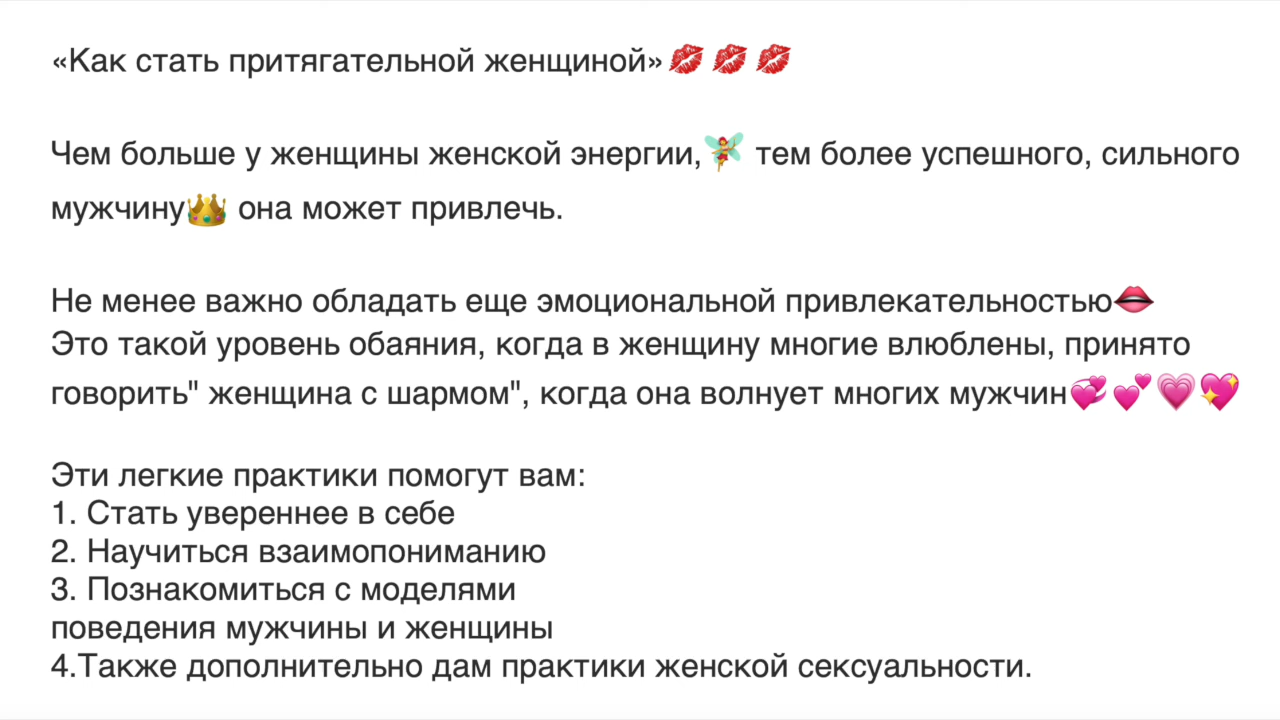 «Как стать притягательной женщиной»💋💋💋
Чем больше у женщины женской энергии,🧚 тем более успешного, сильного
мужчину👑 она может привлечь.
Не менее важно обладать еще эмоциональной привлекательностью👄
Это такой уровень обаяния, когда в женщину многие влюблены, принято
говорить" женщина с шармом", когда она волнует многих мужчин💞💕💗💖
Эти легкие практики помогут вам:
1. Стать увереннее в себе
2. Научиться взаимопониманию
3. Познакомиться с моделями
поведения мужчины и женщины
4.Также дополнительно дам практики женской сексуальности.